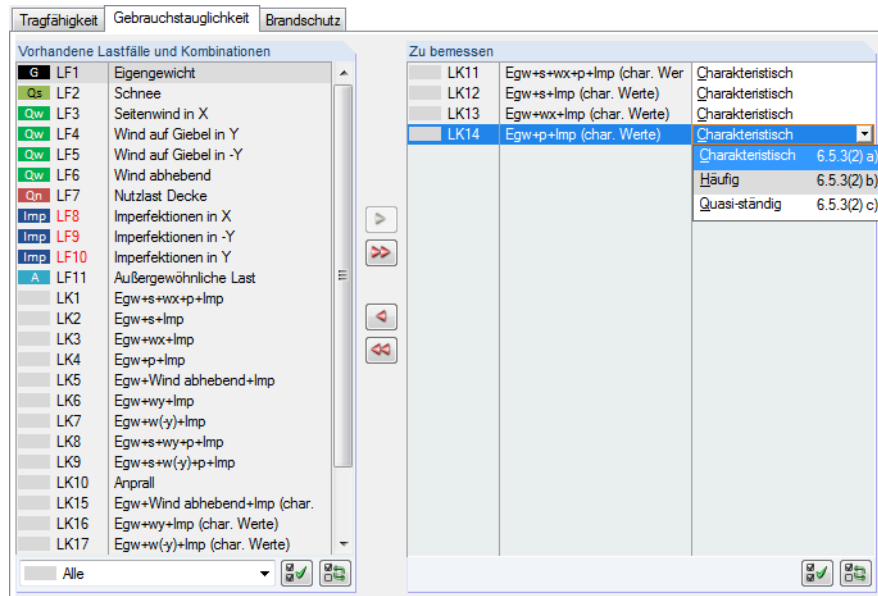 Tragfähigkeit Gebrauchstauglichkeit Brandschutz
Vorhandene Lastfälle und Kombinationen
G LF1 Eigengewicht
Qs LF2 Schnee
Qw LF3 Seitenwind in X
Qw LF4 Wind auf Giebel in Y
Qw LF5 Wind auf Giebel in -Y
Qw LF6 Wind abhebend
Qn LF7 Nutzlast Decke
Imp LF8 Imperfektionen in X
Imp LF9 Imperfektionen in -Y
Imp LF10 Imperfektionen in Y
A LF11 Außergewöhnliche Last
LK1 Egw+s+wx+p+Imp
LK2 Egw+s+Imp
LK3 Egw+wx+Imp
LK4 Egw+p+Imp
LK5 Egw+Wind abhebend+Imp
LK6 Egw+wy+Imp
LK7 Egw+w(-y)+Imp
LK8 Egw+s+wy+p+Imp
LK9 Egw+s+w(-y)+p+Imp
LK10 Anprall
LK15 Egw+Wind abhebend+Imp (char.
LK16 Egw+wy+Imp (char. Werte)
LK17 Egw+w(-y)+Imp (char. Werte)
Alle
Zu bemessen
LK11 Egw+s+wx+p+Imp (char. Wer Charakteristisch
LK12 Egw+s+Imp (char. Werte) Charakteristisch
LK13 Egw+wx+Imp (char. Werte) Charakteristisch
LK14 Egw+p+Imp (char. Werte) Charakteristisch
Charakteristisch 6.5.3(2) a)
Häufig 6.5.3(2) b)
Quasi-ständig 6.5.3(2) c)